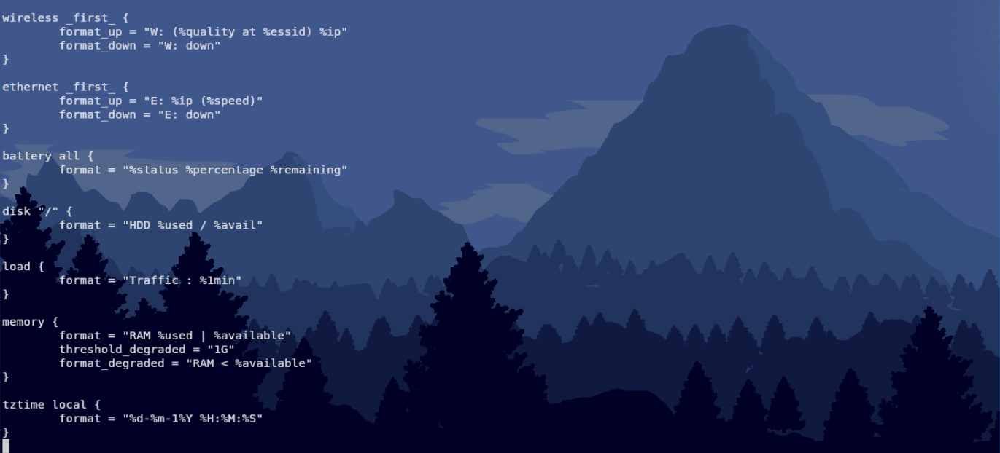 wireless _first_ {
        format_up = "W: (%quality at %essid) %ip"
        format_down = "W: down"
}
ethernet _first_ {
        format_up = "E: %ip (%speed)"
        format_down = "E: down"
}
battery all {
        format = "%status %percentage %remaining"
}
disk "/" {
        format = "HDD %used / %avail"
}
load {
        format = "Traffic : %1min"
}
memory {
        format = "RAM %used | %available"
        threshold_degraded = "1G"
        format_degraded = "RAM < %available"
}
tztime local {
        format = "%d-%m-1%Y %H:%M:%S"
}